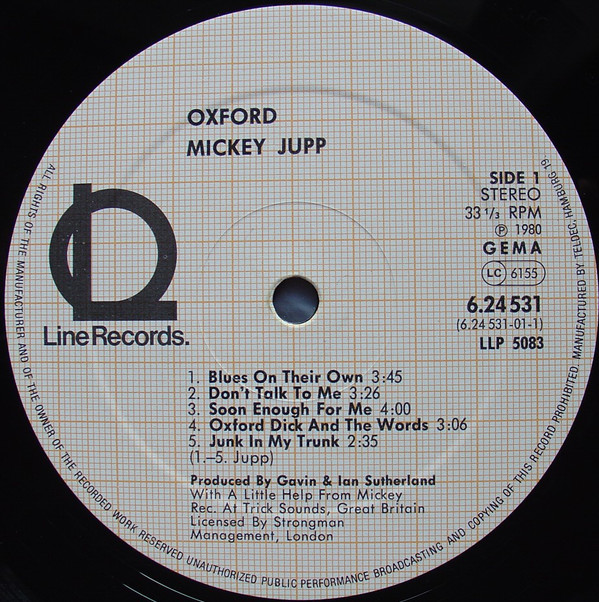 OXFORD
MICKEY JUPP
SIDE 1
STEREO
33 1/3 RPM
Ⓟ 1980
GEMA
LC 6155
6.24 531
(6.24 531-01-1)
LLP 5083
Line Records.
1. Blues On Their Own 3:45
2. Don't Talk To Me 3:26
3. Soon Enough For Me 4:00
4. Oxford Dick And The Words 3:06
5. Junk In My Trunk 2:35
(1.–5. Jupp)
Produced By Gavin & Ian Sutherland
With A Little Help From Mickey
Rec. At Trick Sounds, Great Britain
Licensed By Strongman
Management, London
ALL RIGHTS OF THE MANUFACTURER AND OF THE OWNER OF THE RECORDED WORK RESERVED UNAUTHORIZED PUBLIC PERFORMANCE BROADCASTING AND COPYING OF THIS RECORD PROHIBITED. MANUFACTURED BY TELDEC, HAMBURG 19